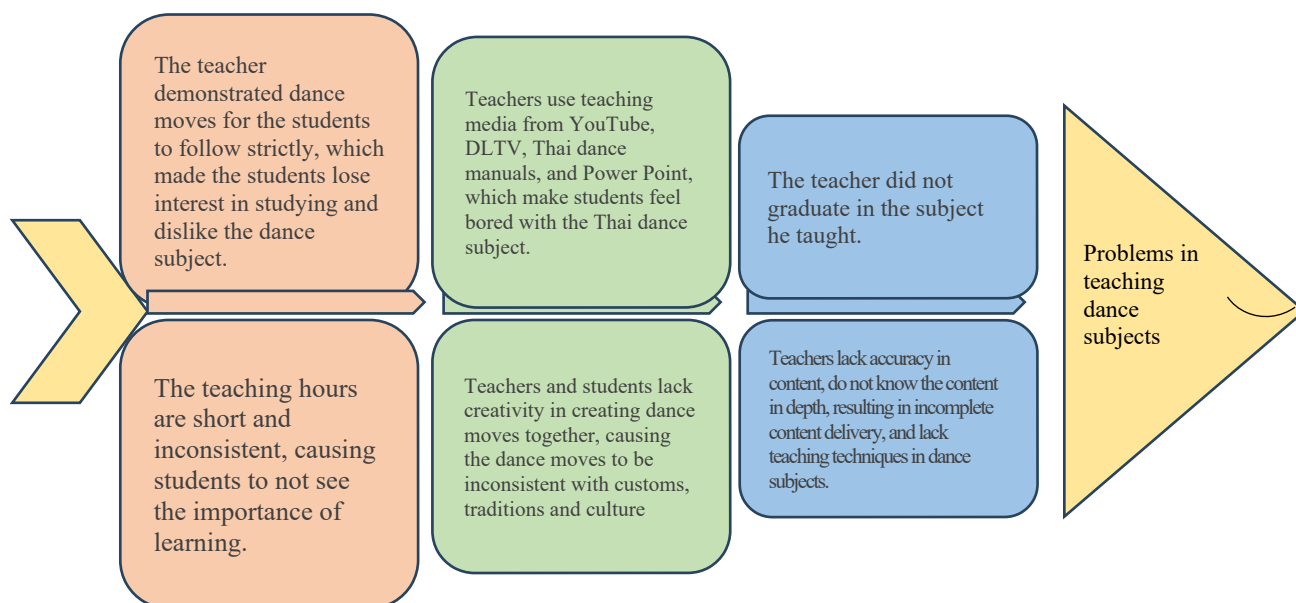 The teacher
demonstrated dance
moves for the students
to follow strictly, which
made the students lose
interest in studying and
dislike the dance
subject.
Teachers use teaching
media from YouTube,
DLTV, Thai dance
manuals, and Power Point,
which make students feel
bored with the Thai dance
subject.
The teacher did not
graduate in the subject
he taught.
The teaching hours
are short and
inconsistent, causing
students to not see
the importance of
learning.
Teachers and students lack
creativity in creating dance
moves together, causing
the dance moves to be
inconsistent with customs,
traditions and culture
Teachers lack accuracy in
content, do not know the content
in depth, resulting in incomplete
content delivery, and lack
teaching techniques in dance
subjects.
Problems in
teaching
dance
subjects